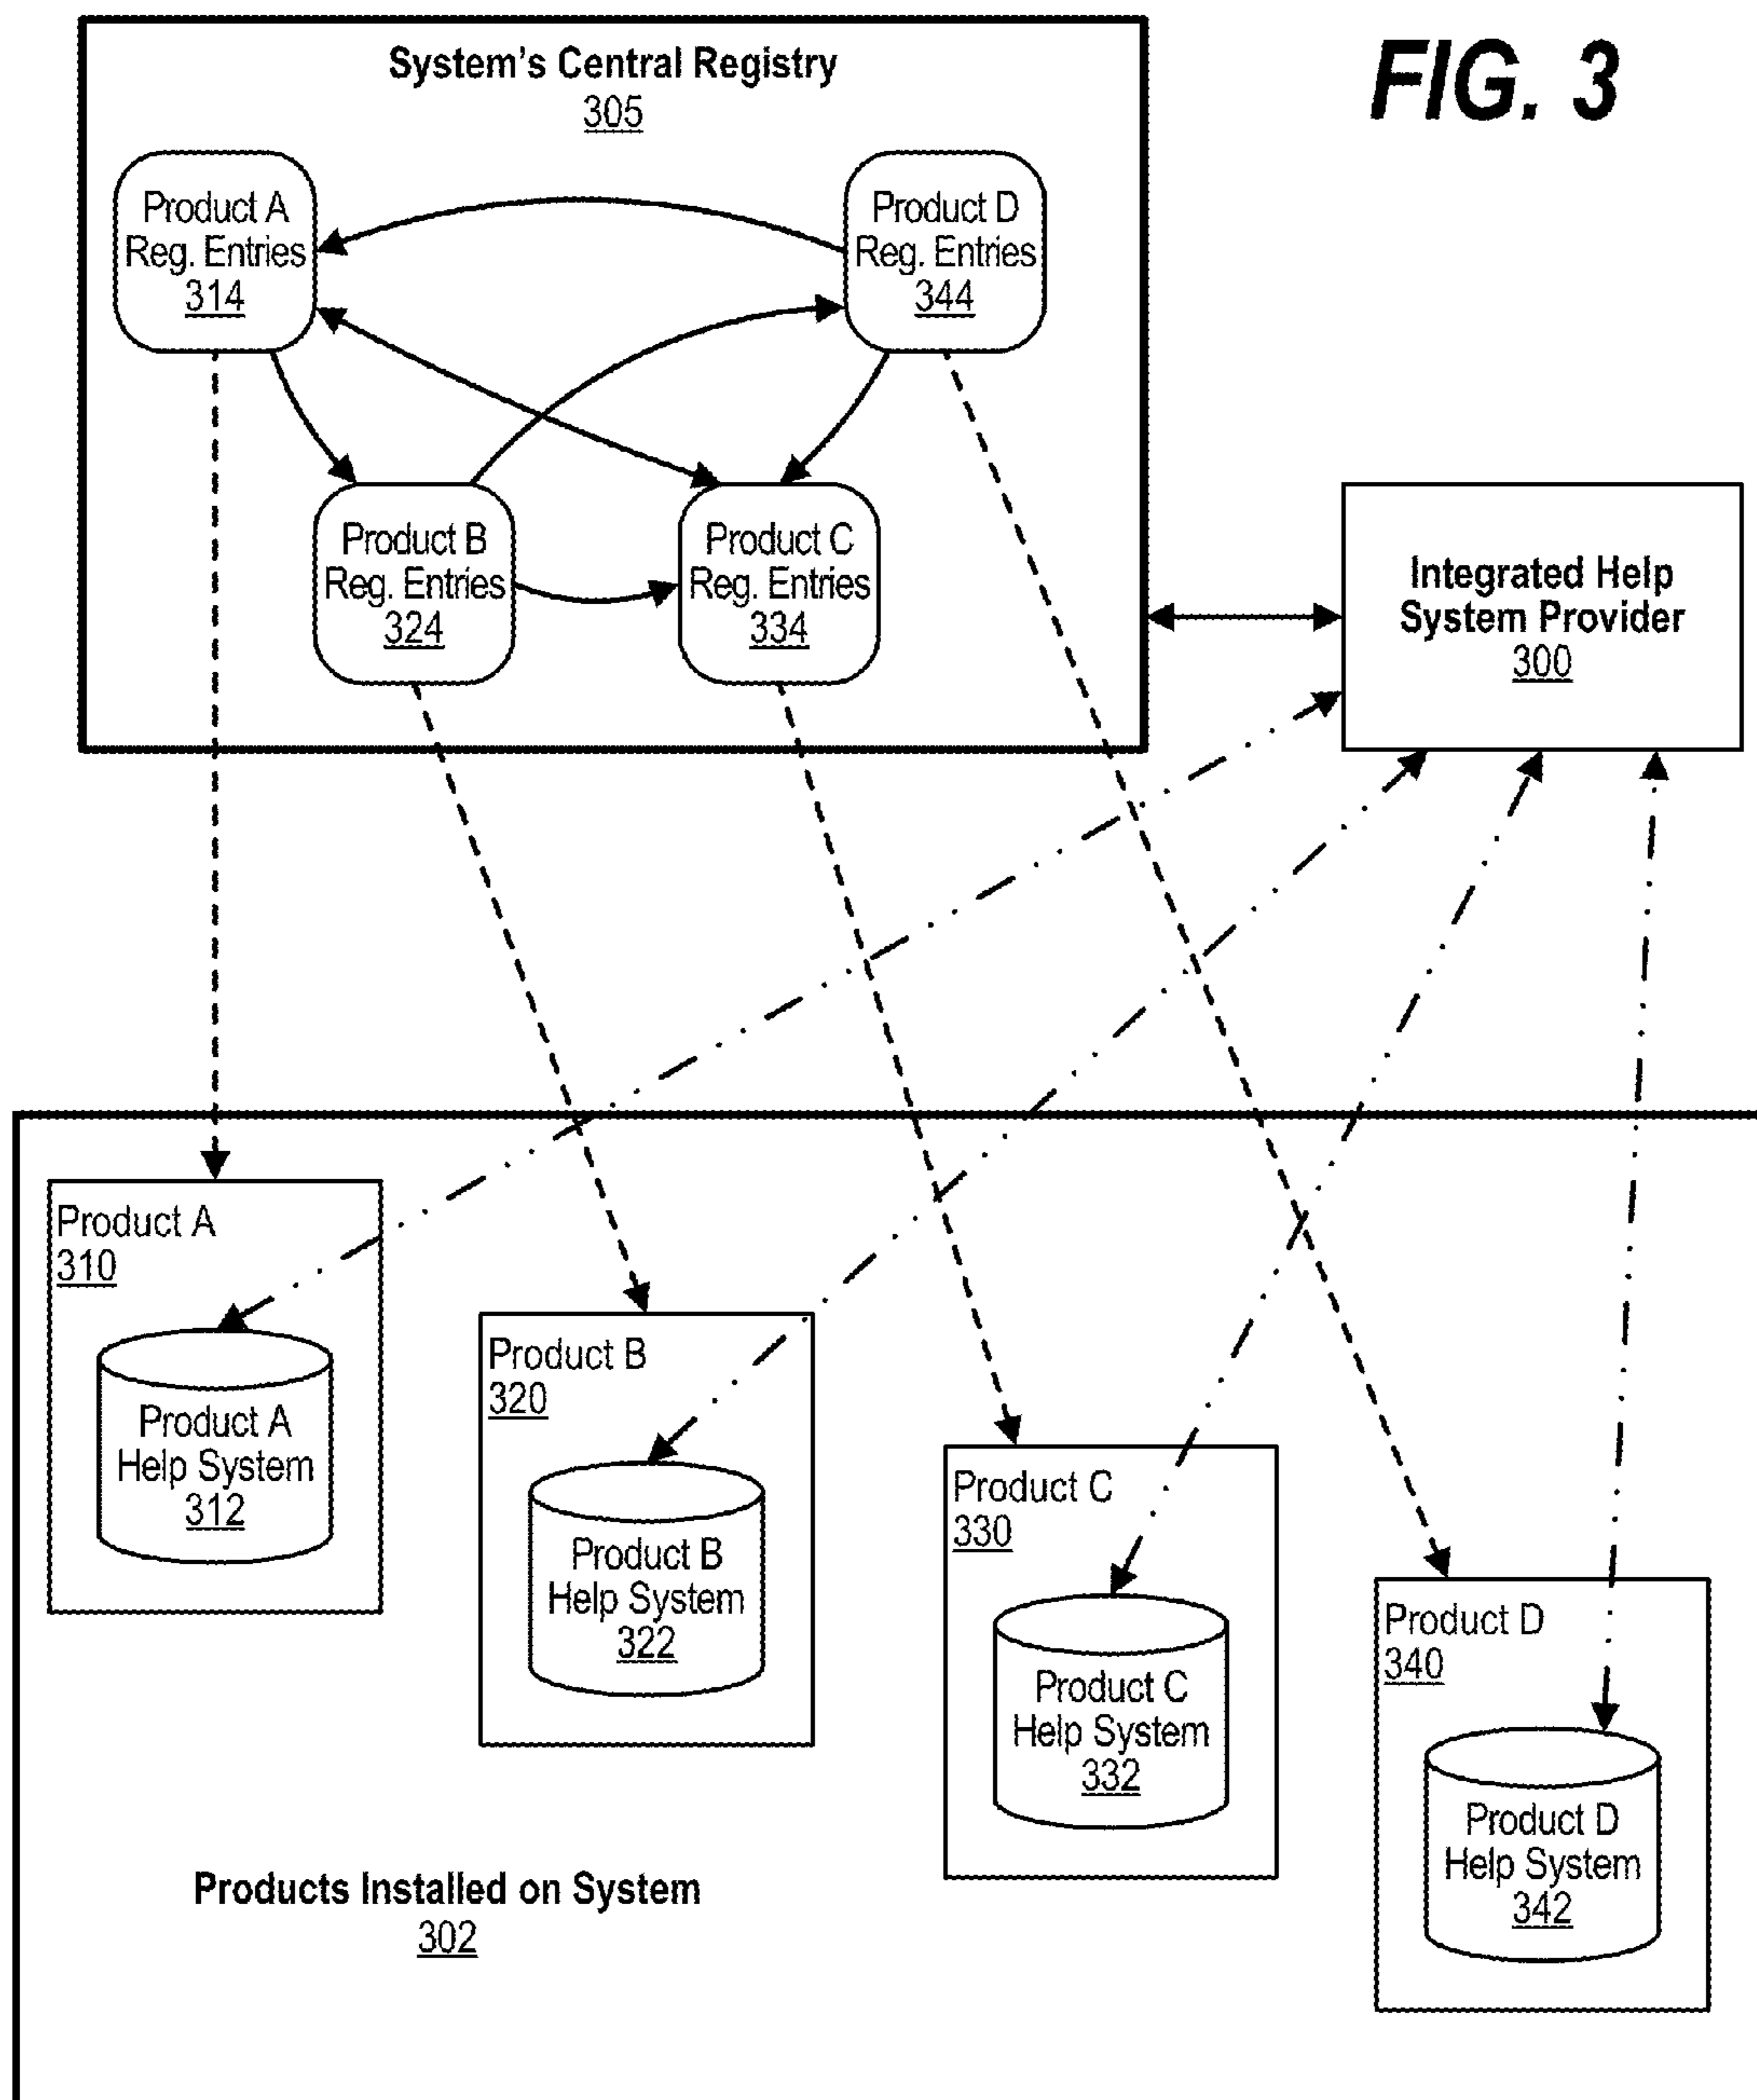 FIG. 3
System's Central Registry
305
Product A
Reg. Entries
314
Product D
Reg. Entries
344
Product B
Reg. Entries
324
Product C
Reg. Entries
334
Integrated Help
System Provider
300
Product A
310
Product A
Help System
312
Product B
320
Product B
Help System
322
Product C
330
Product C
Help System
332
Product D
340
Product D
Help System
342
Products Installed on System
302